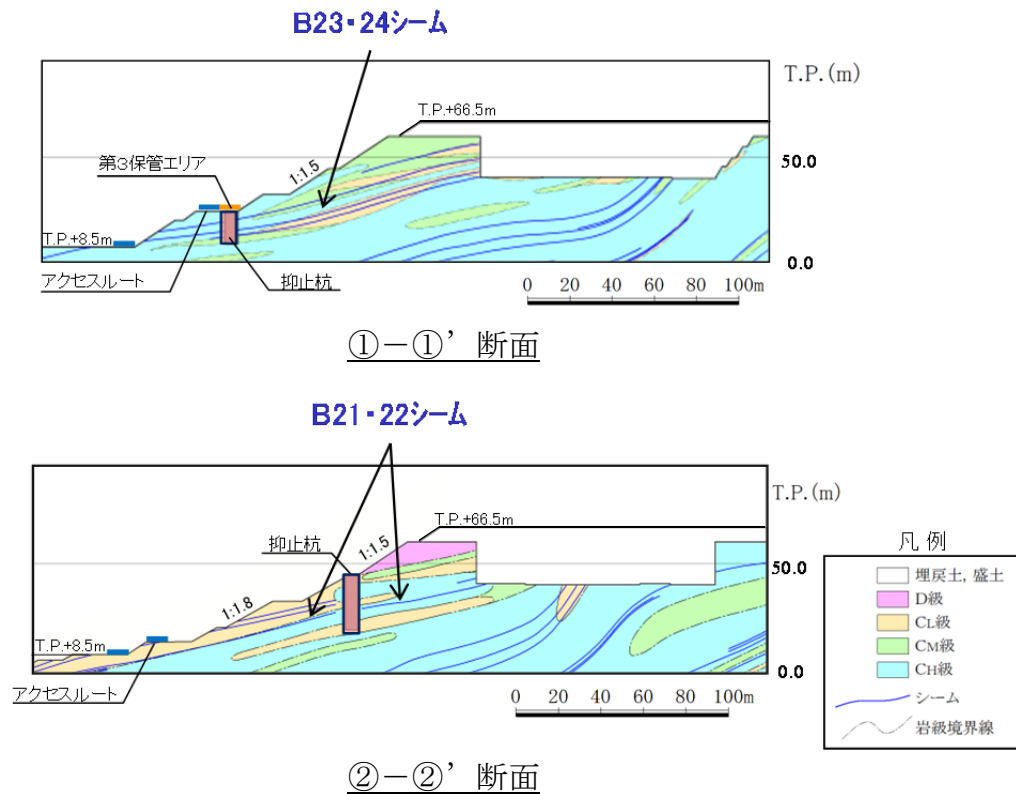 B23・24シーム
T.P.(m)
T.P.+66.5m
第3保管エリア
1:1.5
50.0
T.P.+8.5m
0.0
アクセスルート
抑止杭
0 20 40 60 80 100m
①－①’断面
B21・22シーム
T.P.(m)
T.P.+66.5m
抑止杭
1:1.5
50.0
1:1.8
T.P.+8.5m
0.0
アクセスルート
0 20 40 60 80 100m
②－②’断面
凡 例
埋戻土，盛土
D級
CL級
CM級
CH級
シーム
岩級境界線